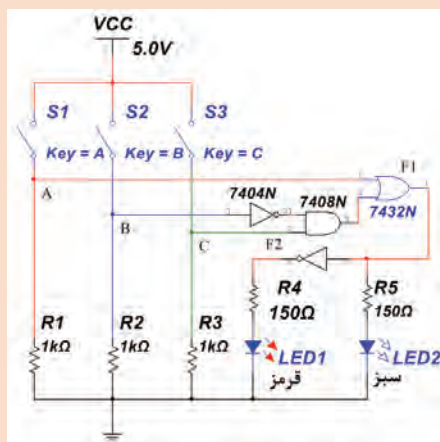 VCC
5.0V
S1 S2 S3
Key = A Key = B Key = C
F1
A
7404N
7408N
7432N
B
C
F2
R4 R5
150Ω 150Ω
R1 R2 R3
1kΩ 1kΩ 1kΩ
LED1 LED2
قرمز سبز